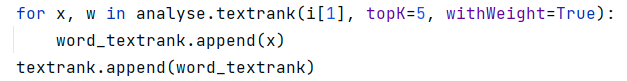 for x, w in analyse.textrank(i[1], topK=5, withWeight=True):
    word_textrank.append(x)
textrank.append(word_textrank)